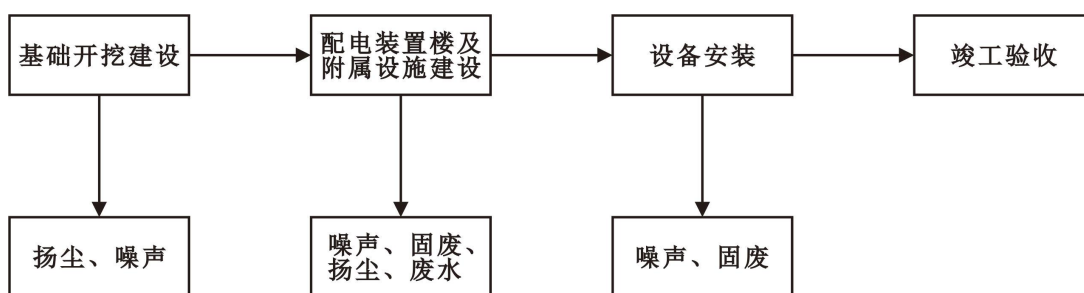 基础开挖建设
配电装置楼及
附属设施建设
设备安装
竣工验收
扬尘、噪声
噪声、固废、
扬尘、废水
噪声、固废